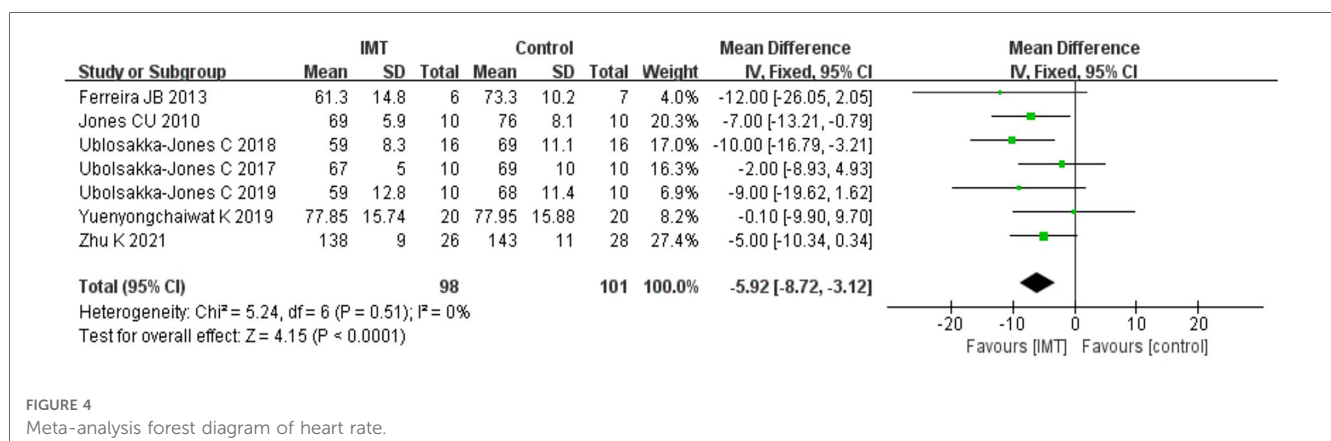 IMT Control Mean Difference Mean Difference
Study or Subgroup Mean SD Total Mean SD Total Weight IV, Fixed, 95% CI IV, Fixed, 95% CI
Ferreira JB 2013 61.3 14.8 6 73.3 10.2 7 4.0% -12.00 [-26.05, 2.05]
Jones CU 2010 69 5.9 10 76 8.1 10 20.3% -7.00 [-13.21, -0.79]
Ublosakka-Jones C 2018 59 8.3 16 69 11.1 16 17.0% -10.00 [-16.79, -3.21]
Ubolsakka-Jones C 2017 67 5 10 69 10 10 16.3% -2.00 [-8.93, 4.93]
Ubolsakka-Jones C 2019 59 12.8 10 68 11.4 10 6.9% -9.00 [-19.62, 1.62]
Yuenyongchaiwat K 2019 77.85 15.74 20 77.95 15.88 20 8.2% -0.10 [-9.90, 9.70]
Zhu K 2021 138 9 26 143 11 28 27.4% -5.00 [-10.34, 0.34]
Total (95% CI) 98 101 100.0% -5.92 [-8.72, -3.12]
Heterogeneity: Chi² = 5.24, df = 6 (P = 0.51); I² = 0%
Test for overall effect: Z = 4.15 (P < 0.0001)
-20 -10 0 10 20
Favours [IMT] Favours [control]
FIGURE 4
Meta-analysis forest diagram of heart rate.